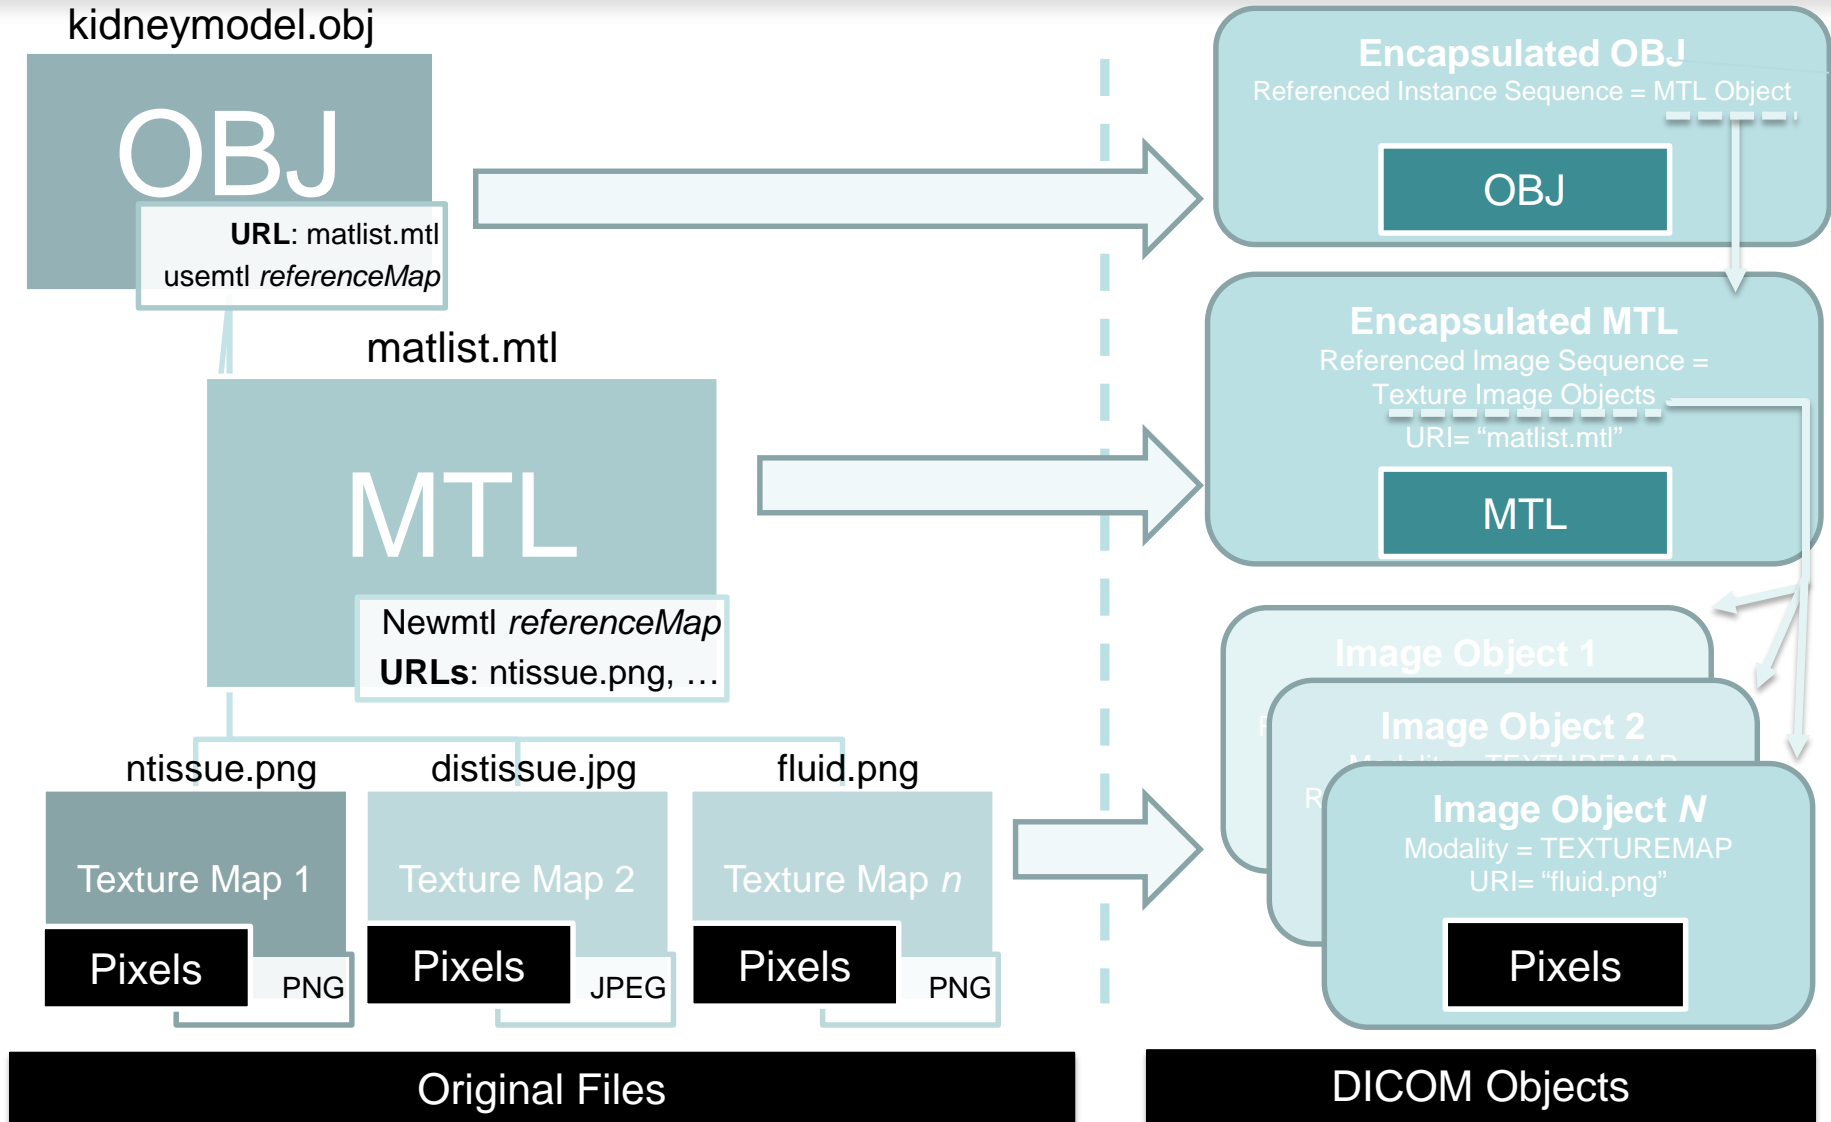 kidneymodel.obj
OBJ
URL: matlist.mtl
usemtl referenceMap
matlist.mtl
MTL
Newmtl referenceMap
URLs: ntissue.png, …
ntissue.png
distissue.jpg
fluid.png
Texture Map 1
Texture Map 2
Texture Map n
Pixels
PNG
Pixels
JPEG
Pixels
PNG
Original Files
Encapsulated OBJ
Referenced Instance Sequence = MTL Object
OBJ
Encapsulated MTL
Referenced Image Sequence =
Texture Image Objects
URI= “matlist.mtl”
MTL
Image Object 1
Image Object 2
Modality = TEXTUREMAP
Image Object N
Modality = TEXTUREMAP
URI= “fluid.png”
Pixels
DICOM Objects